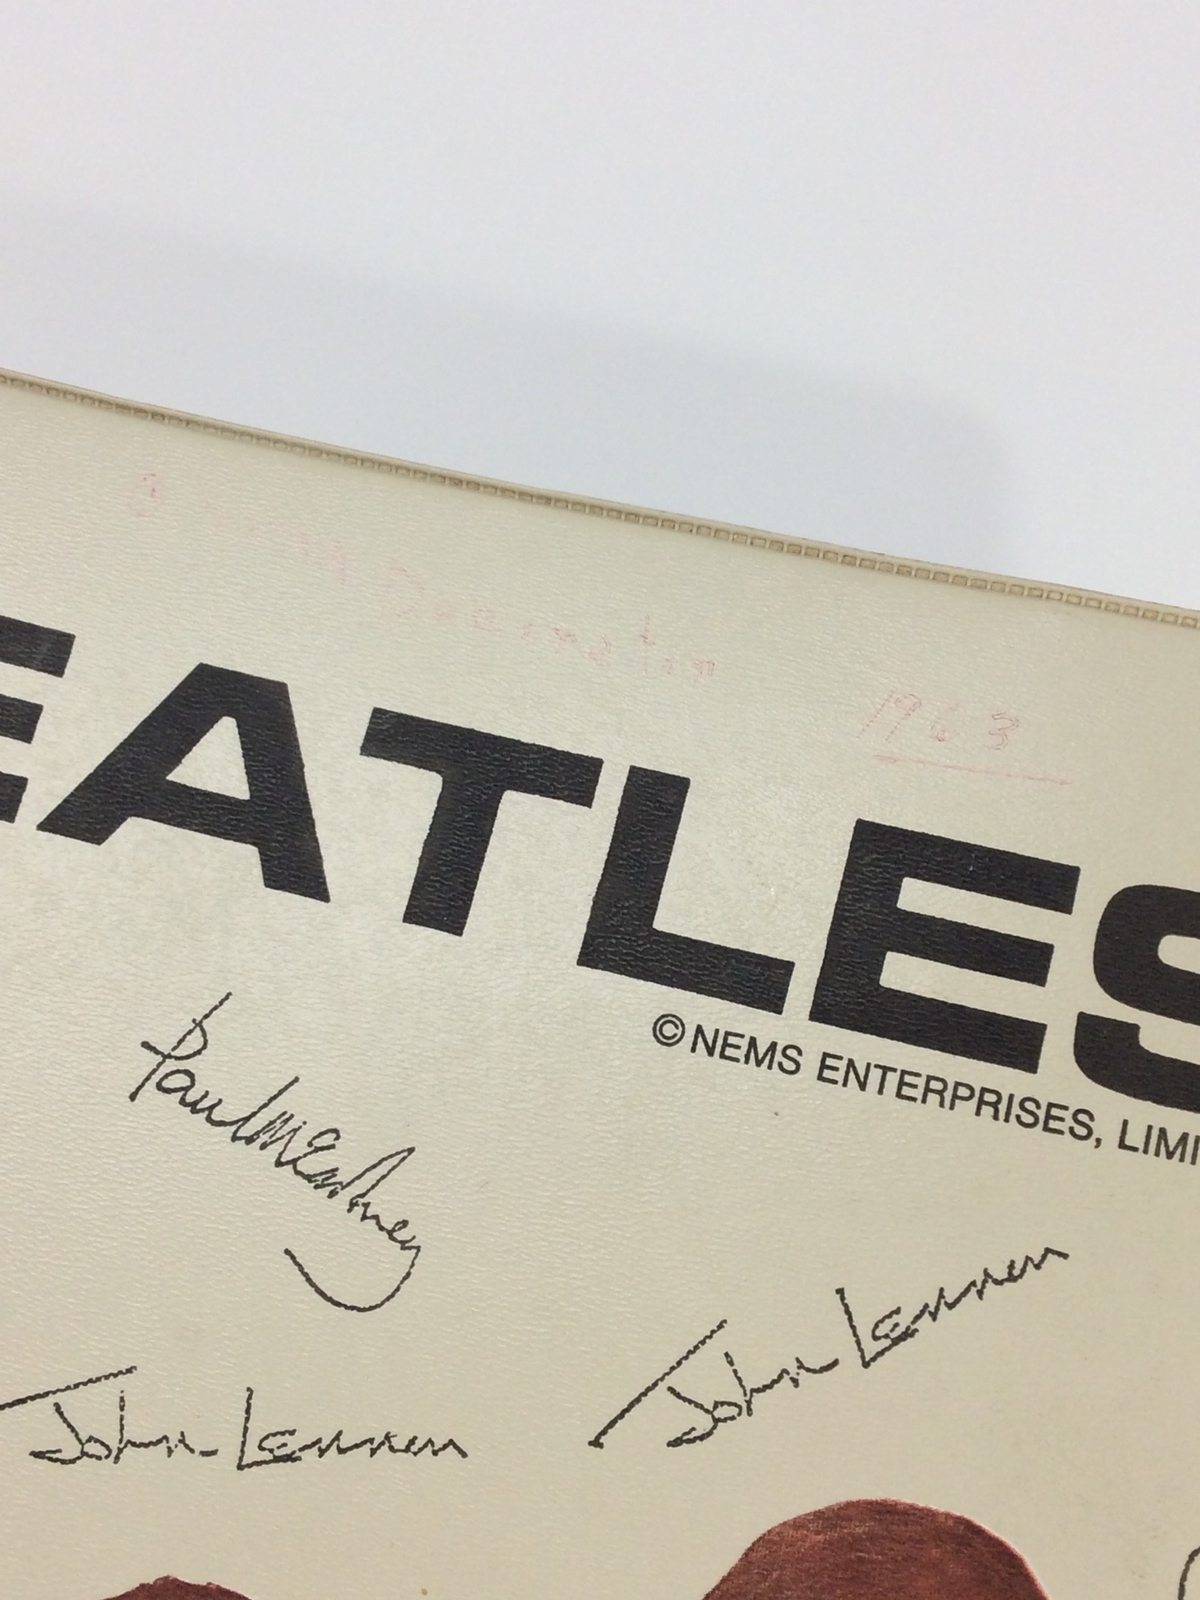 1963
EATLES
© NEMS ENTERPRISES, LIMI
Paul McCartney
John Lennon
John Lennon